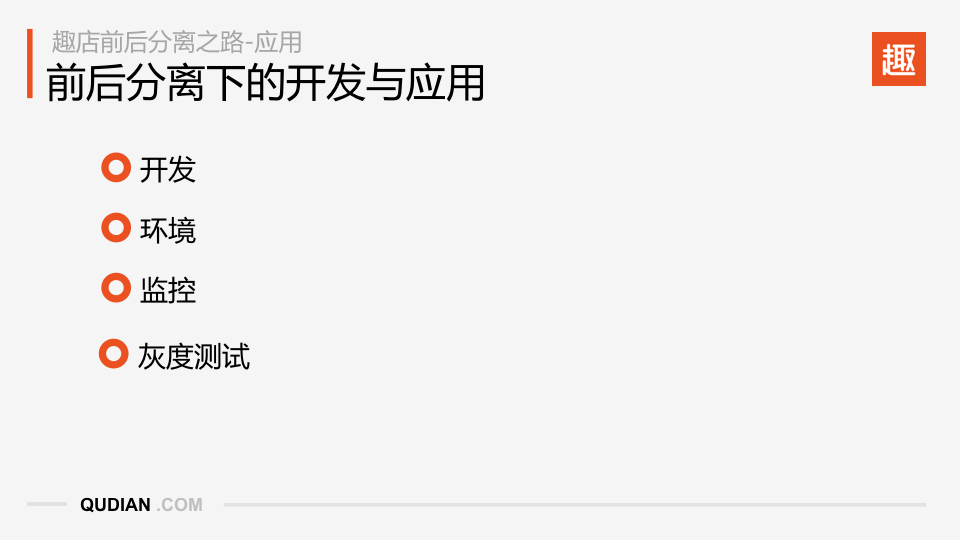 趣店前后分离之路-应用
前后分离下的开发与应用
趣
开发
环境
监控
灰度测试
QUDIAN .COM